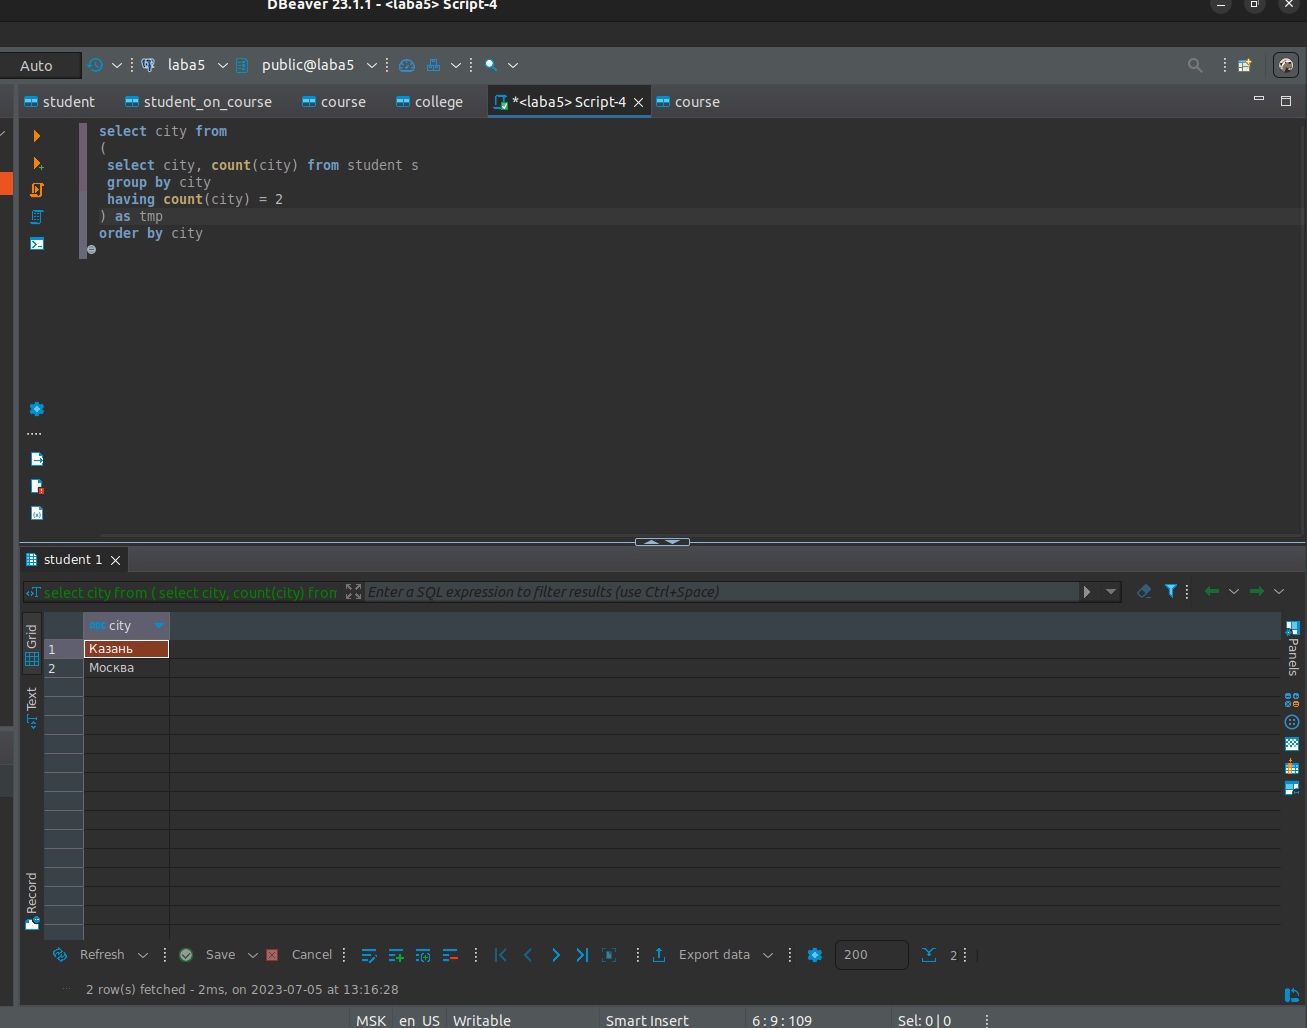 DBeaver 23.1.1 - <laba5> Script-4
Auto laba5 public@laba5
student student_on_course course college *<laba5> Script-4 course
select city from
(
select city, count(city) from student s
group by city
having count(city) = 2
) as tmp
order by city
student 1
select city from ( select city, count(city) from Enter a SQL expression to filter results (use Ctrl+Space)
Grid
Text
Record
ABC city
1 Казань
2 Москва
Panels
Refresh Save Cancel Export data 200 2
2 row(s) fetched - 2ms, on 2023-07-05 at 13:16:28
MSK en US Writable Smart Insert 6 : 9 : 109 Sel: 0 | 0